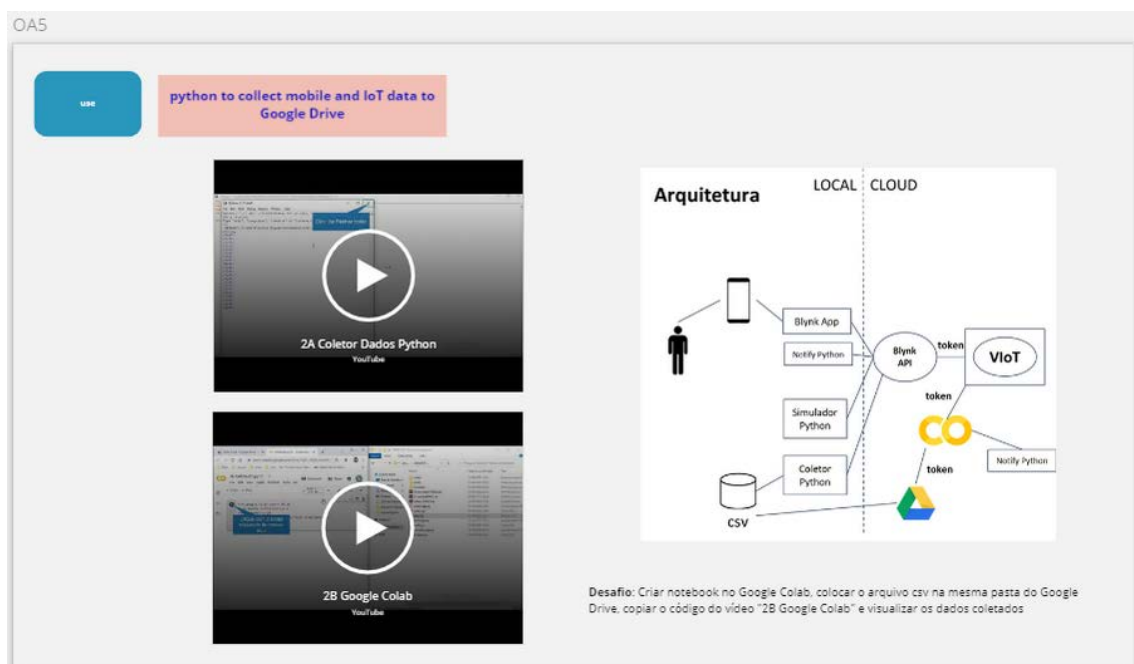 OA5
use
python to collect mobile and IoT data to
Google Drive
2A Coletor Dados Python
YouTube
2B Google Colab
YouTube
Arquitetura
LOCAL
CLOUD
Blynk App
Notify Python
Blynk
API
token
VIoT
token
Simulador
Python
Notify Python
Coletor
Python
token
CSV
Desafio: Criar notebook no Google Colab, colocar o arquivo csv na mesma pasta do Google
Drive, copiar o código do vídeo "2B Google Colab" e visualizar os dados coletados